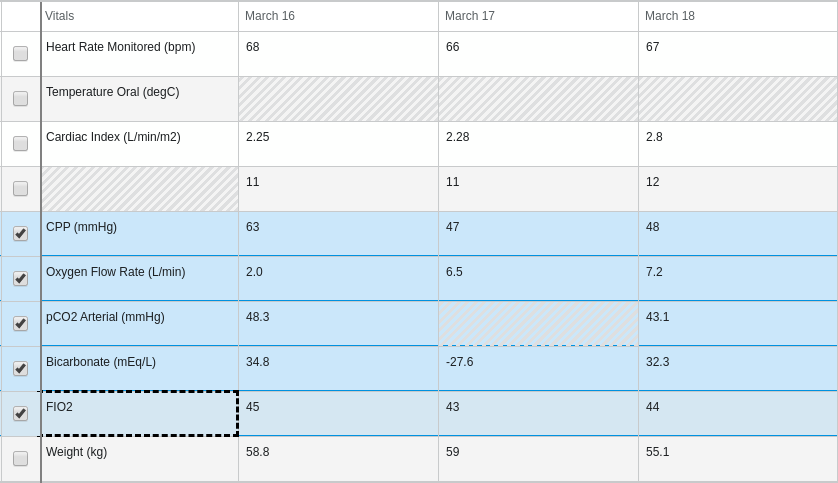 Vitals March 16 March 17 March 18
Heart Rate Monitored (bpm) 68 66 67
Temperature Oral (degC)
Cardiac Index (L/min/m2) 2.25 2.28 2.8
11 11 12
CPP (mmHg) 63 47 48
Oxygen Flow Rate (L/min) 2.0 6.5 7.2
pCO2 Arterial (mmHg) 48.3 43.1
Bicarbonate (mEq/L) 34.8 -27.6 32.3
FIO2 45 43 44
Weight (kg) 58.8 59 55.1